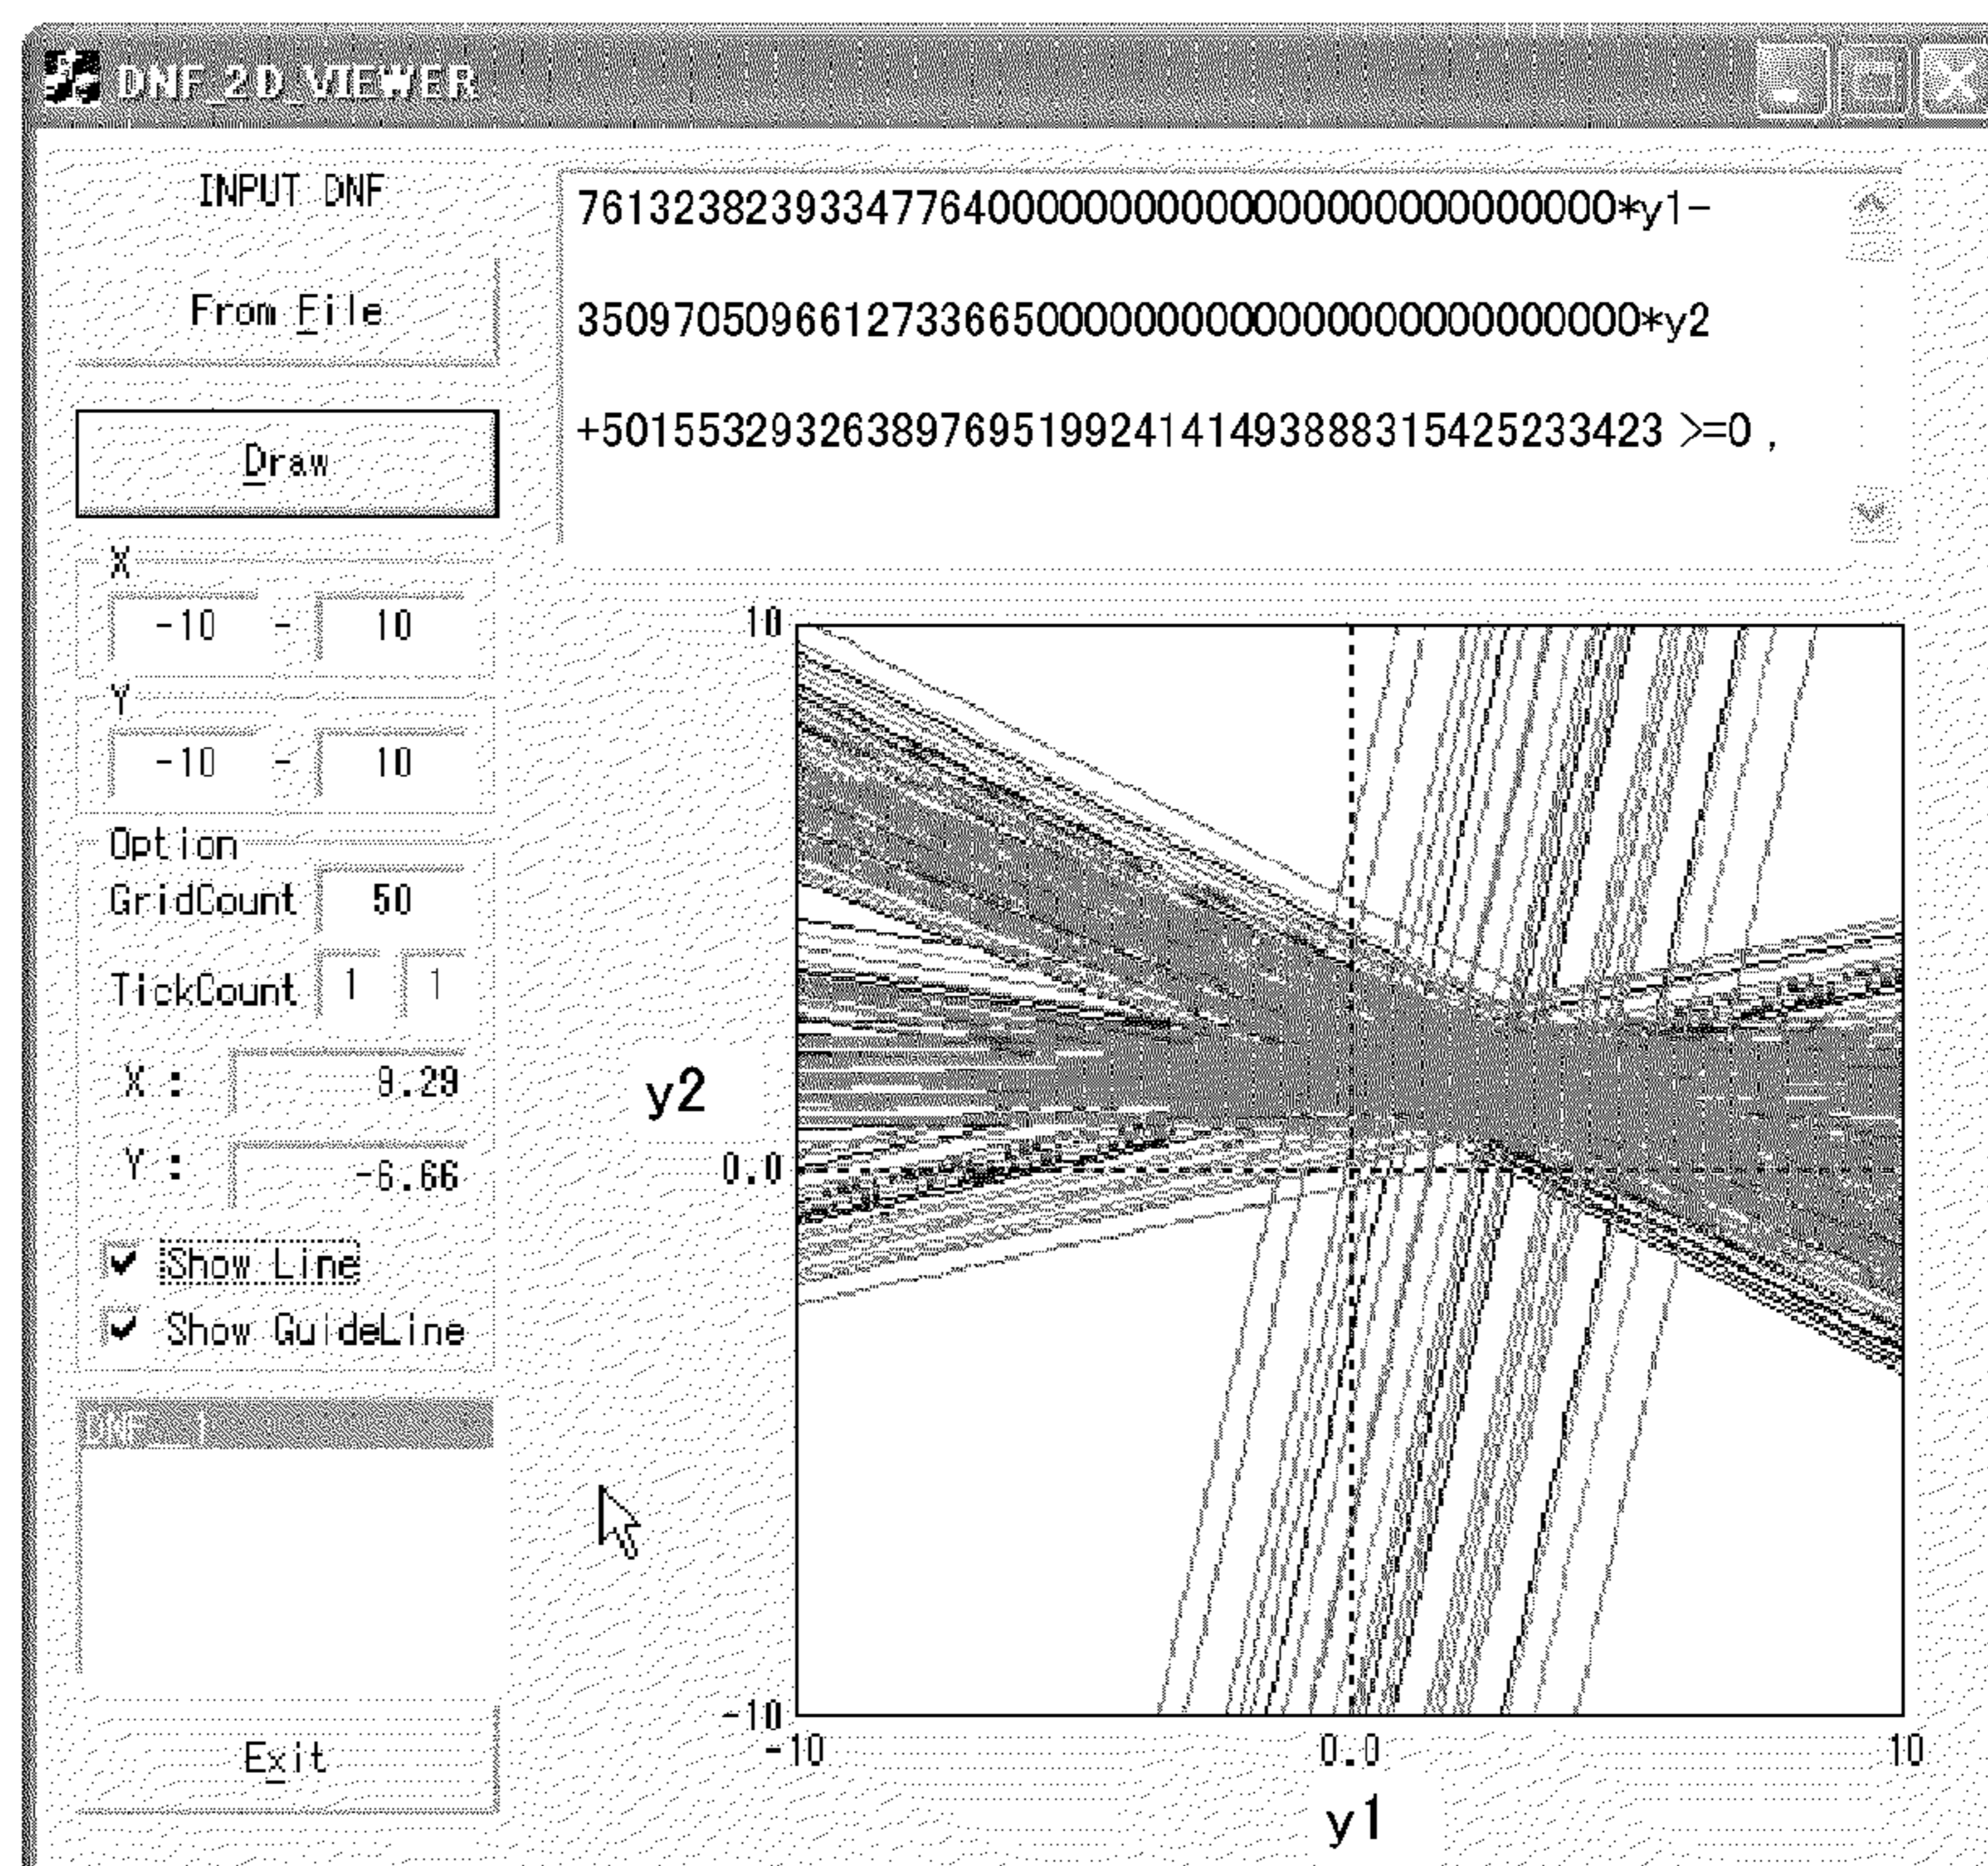 DNF_2D_VIEWER
INPUT DNF
From File
Draw
7613238239334776400000000000000000000000000*y1-
35097050966127336650000000000000000000000000*y2
+50155329326389769519924141493888315425233423 >=0 ,
X
-10 - 10
Y
-10 - 10
Option
GridCount 50
TickCount 1 1
X : 9.29
Y : -6.66
Show Line
Show GuideLine
DNF_1
Exit
10
y2
0.0
-10
-10 0.0 10
y1